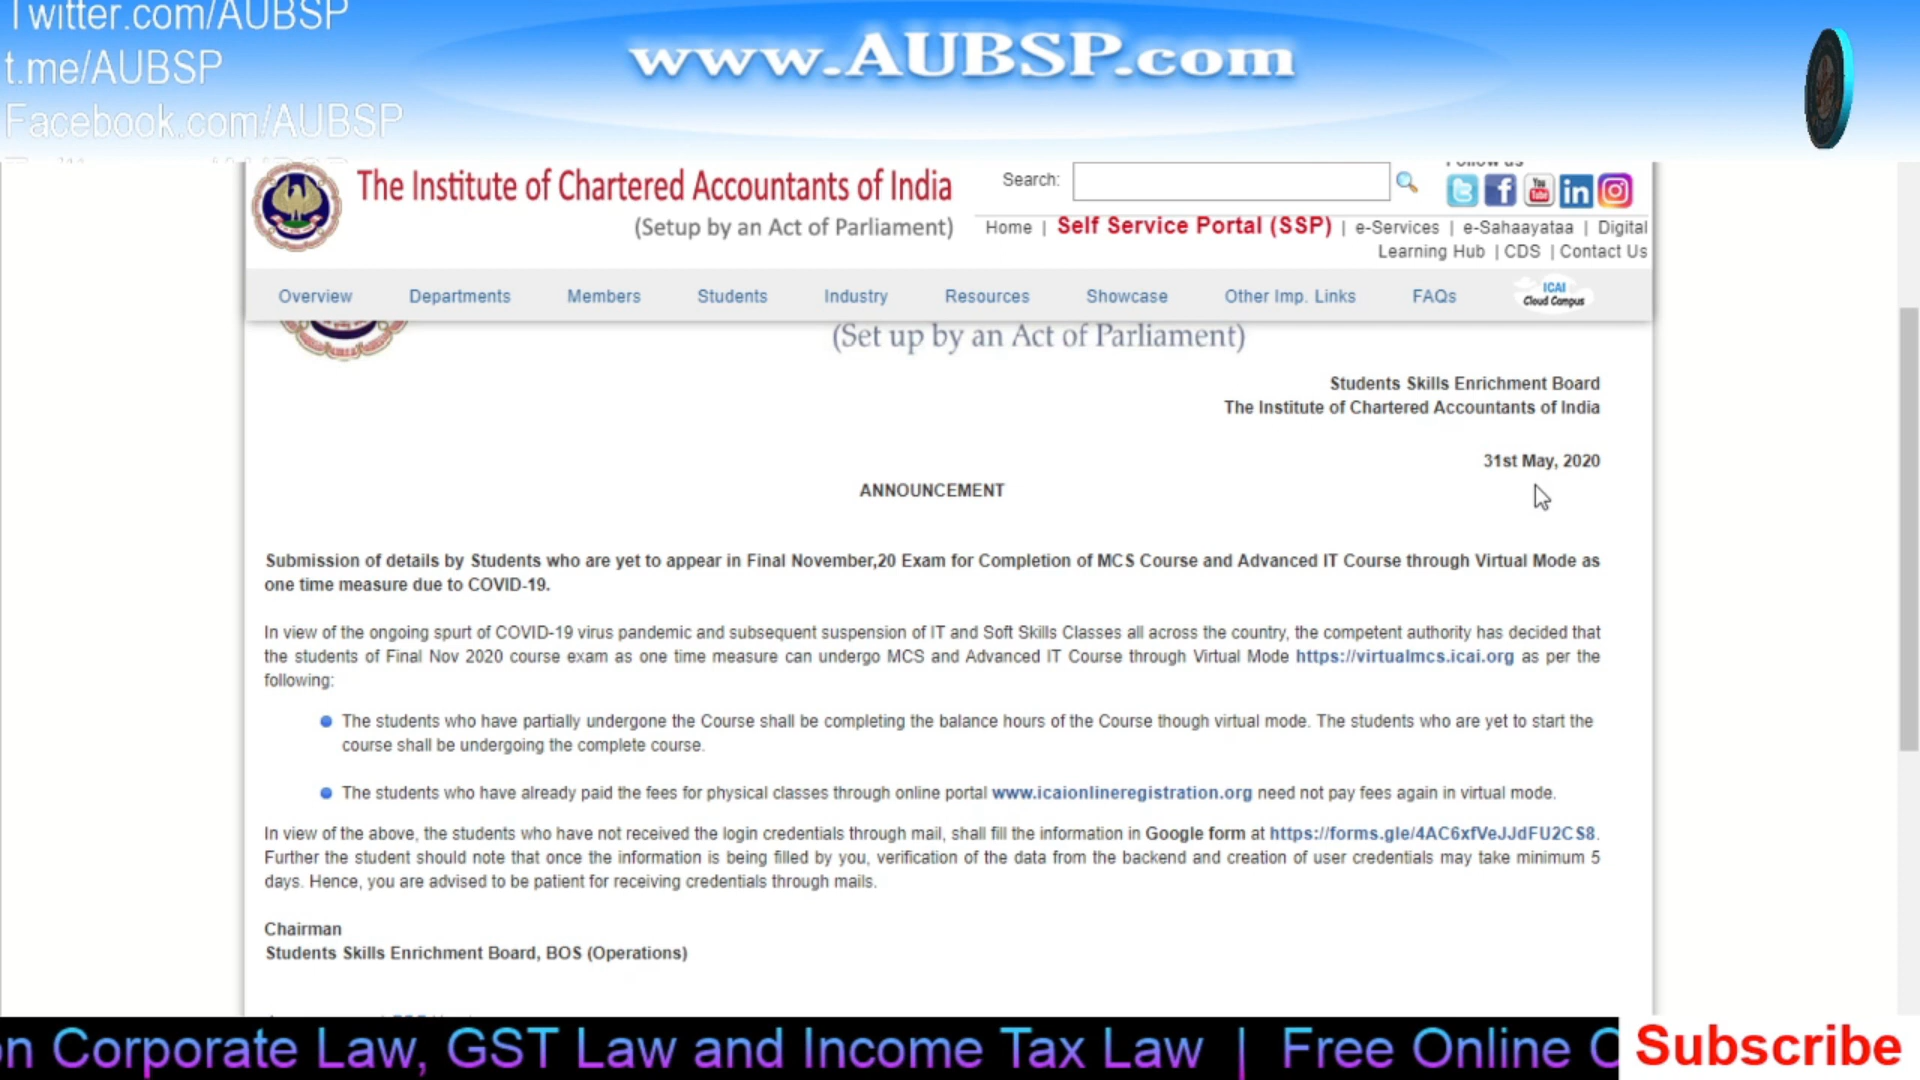 Twitter.com/AUBSP
t.me/AUBSP
Facebook.com/AUBSP
www.AUBSP.com
The Institute of Chartered Accountants of India
(Setup by an Act of Parliament)
Search:
Follow us
Home | Self Service Portal (SSP) | e-Services | e-Sahaayataa | Digital
Learning Hub | CDS | Contact Us
Overview Departments Members Students Industry Resources Showcase Other Imp. Links FAQs ICAI Cloud Campus
(Set up by an Act of Parliament)
Students Skills Enrichment Board
The Institute of Chartered Accountants of India
31st May, 2020
ANNOUNCEMENT
Submission of details by Students who are yet to appear in Final November,20 Exam for Completion of MCS Course and Advanced IT Course through Virtual Mode as
one time measure due to COVID-19.
In view of the ongoing spurt of COVID-19 virus pandemic and subsequent suspension of IT and Soft Skills Classes all across the country, the competent authority has decided that
the students of Final Nov 2020 course exam as one time measure can undergo MCS and Advanced IT Course through Virtual Mode https://virtualmcs.icai.org as per the
following:
The students who have partially undergone the Course shall be completing the balance hours of the Course though virtual mode. The students who are yet to start the
course shall be undergoing the complete course.
The students who have already paid the fees for physical classes through online portal www.icaionlineregistration.org need not pay fees again in virtual mode.
In view of the above, the students who have not received the login credentials through mail, shall fill the information in Google form at https://forms.gle/4AC6xfVeJJdFU2CS8.
Further the student should note that once the information is being filled by you, verification of the data from the backend and creation of user credentials may take minimum 5
days. Hence, you are advised to be patient for receiving credentials through mails.
Chairman
Students Skills Enrichment Board, BOS (Operations)
n Corporate Law, GST Law and Income Tax Law | Free Online
Subscribe